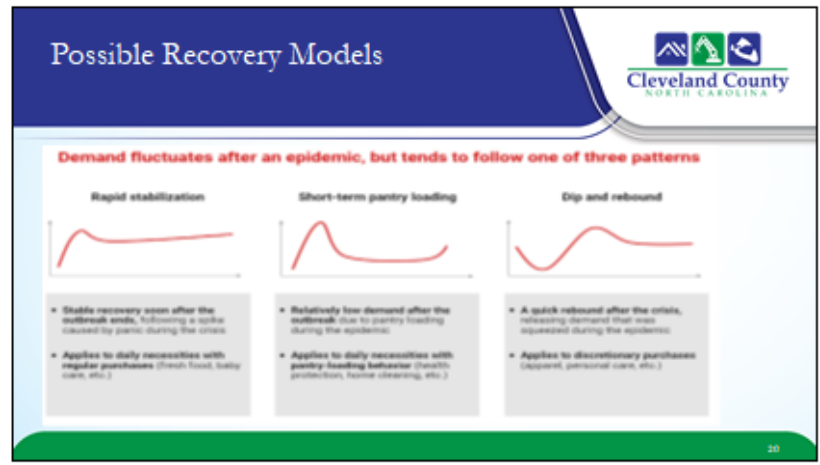 Possible Recovery Models
Cleveland County
NORTH CAROLINA
Demand fluctuates after an epidemic, but tends to follow one of three patterns
Rapid stabilization
Short-term pantry loading
Dip and rebound
▪ Stable recovery soon after the
outbreak ends, following a spike
caused by panic during the crisis
▪ Applies to daily necessities with
regular purchases (fresh food, baby
care, etc.)
▪ Relatively low demand after the
outbreak due to pantry loading
during the epidemic
▪ Applies to daily necessities with
pantry-loading behavior (health
protection, home cleaning, etc.)
▪ A quick rebound after the crisis,
releasing demand that was
squeezed during the epidemic
▪ Applies to discretionary purchases
(apparel, personal care, etc.)
20